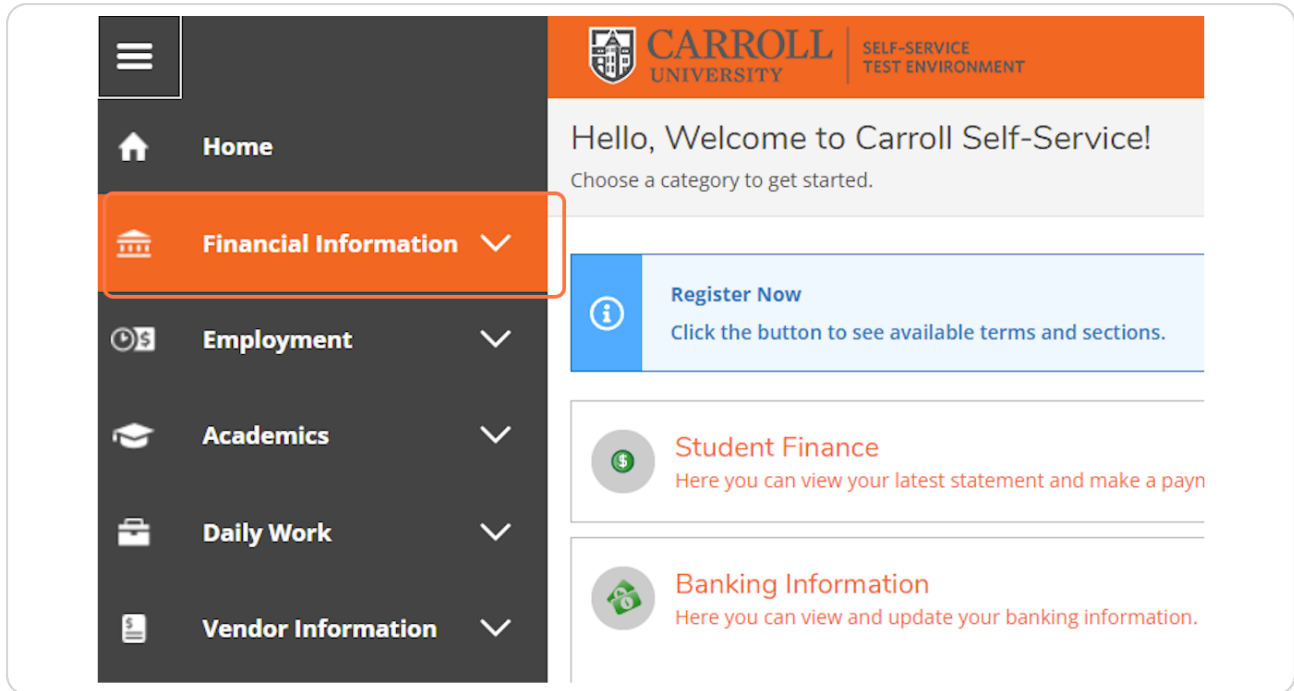 CARROLL
UNIVERSITY
SELF-SERVICE
TEST ENVIRONMENT
Home
Financial Information
Employment
Academics
Daily Work
Vendor Information
Hello, Welcome to Carroll Self-Service!
Choose a category to get started.
Register Now
Click the button to see available terms and sections.
Student Finance
Here you can view your latest statement and make a paym
Banking Information
Here you can view and update your banking information.